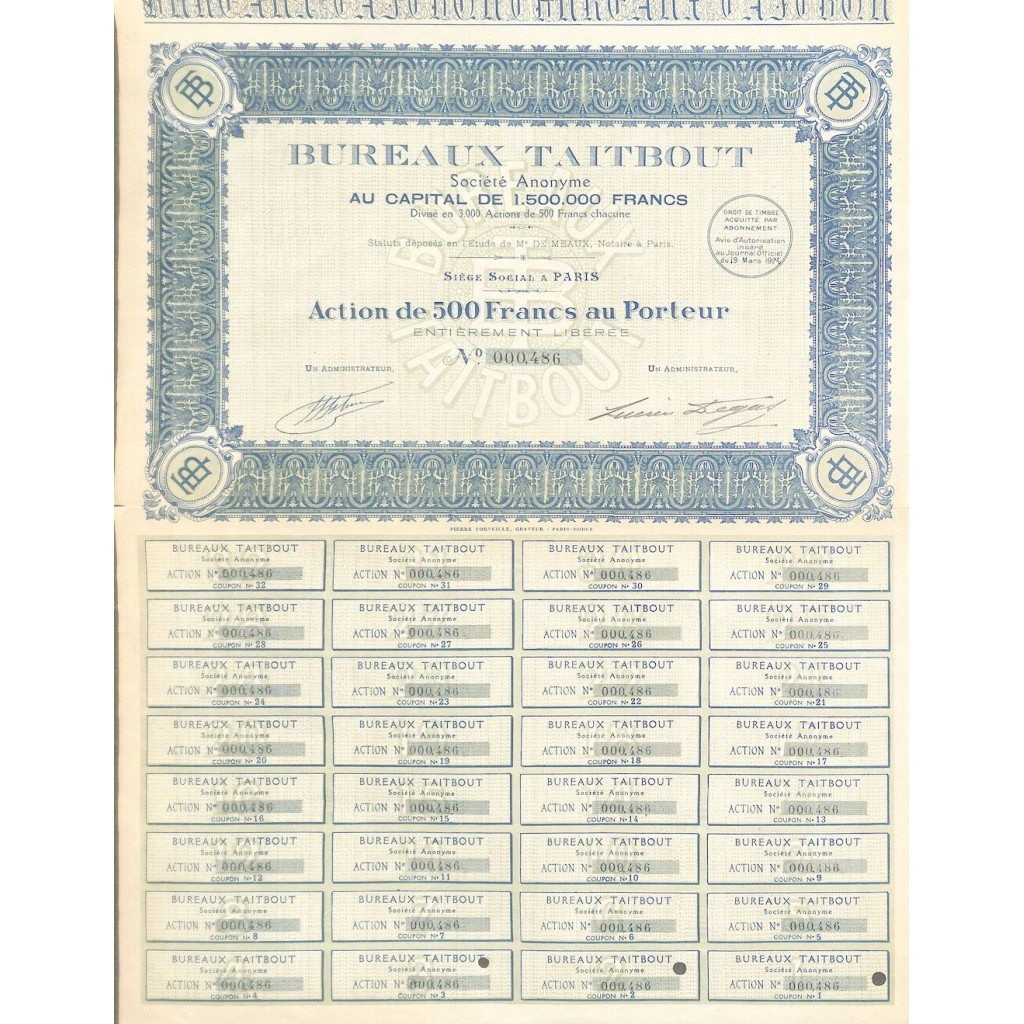 BUREAUX TAITBOUT
Société Anonyme
AU CAPITAL DE 1.500.000 FRANCS
Divisé en 3.000 Actions de 500 Francs chacune
Statuts déposés en l'Etude de Me DE MEAUX, Notaire à Paris.
SIÈGE SOCIAL A PARIS
DROIT DE TIMBRE
ACQUITTÉ PAR
ABONNEMENT
Avis d'Autorisation
inséré
au Journal Officiel
du 19 Mars 1924
Action de 500 Francs au Porteur
ENTIÈREMENT LIBÉRÉE
No. 000,486
UN ADMINISTRATEUR, UN ADMINISTRATEUR,
Lucien Degas
BUREAUX TAITBOUT
TB
PIERRE FORVEILLE, GRAVEUR - PARIS-RODEZ
BUREAUX TAITBOUT BUREAUX TAITBOUT BUREAUX TAITBOUT BUREAUX TAITBOUT
Société Anonyme Société Anonyme Société Anonyme Société Anonyme
ACTION No 000,486 ACTION No 000,486 ACTION No 000,486 ACTION No 000,486
COUPON No 32 COUPON No 31 COUPON No 30 COUPON No 29
BUREAUX TAITBOUT BUREAUX TAITBOUT BUREAUX TAITBOUT BUREAUX TAITBOUT
Société Anonyme Société Anonyme Société Anonyme Société Anonyme
ACTION No 000,486 ACTION No 000,486 ACTION No 000,486 ACTION No 000,486
COUPON No 28 COUPON No 27 COUPON No 26 COUPON No 25
BUREAUX TAITBOUT BUREAUX TAITBOUT BUREAUX TAITBOUT BUREAUX TAITBOUT
Société Anonyme Société Anonyme Société Anonyme Société Anonyme
ACTION No 000,486 ACTION No 000,486 ACTION No 000,486 ACTION No 000,486
COUPON No 24 COUPON No 23 COUPON No 22 COUPON No 21
BUREAUX TAITBOUT BUREAUX TAITBOUT BUREAUX TAITBOUT BUREAUX TAITBOUT
Société Anonyme Société Anonyme Société Anonyme Société Anonyme
ACTION No 000,486 ACTION No 000,486 ACTION No 000,486 ACTION No 000,486
COUPON No 20 COUPON No 19 COUPON No 18 COUPON No 17
BUREAUX TAITBOUT BUREAUX TAITBOUT BUREAUX TAITBOUT BUREAUX TAITBOUT
Société Anonyme Société Anonyme Société Anonyme Société Anonyme
ACTION No 000,486 ACTION No 000,486 ACTION No 000,486 ACTION No 000,486
COUPON No 16 COUPON No 15 COUPON No 14 COUPON No 13
BUREAUX TAITBOUT BUREAUX TAITBOUT BUREAUX TAITBOUT BUREAUX TAITBOUT
Société Anonyme Société Anonyme Société Anonyme Société Anonyme
ACTION No 000,486 ACTION No 000,486 ACTION No 000,486 ACTION No 000,486
COUPON No 12 COUPON No 11 COUPON No 10 COUPON No 9
BUREAUX TAITBOUT BUREAUX TAITBOUT BUREAUX TAITBOUT BUREAUX TAITBOUT
Société Anonyme Société Anonyme Société Anonyme Société Anonyme
ACTION No 000,486 ACTION No 000,486 ACTION No 000,486 ACTION No 000,486
COUPON No 8 COUPON No 7 COUPON No 6 COUPON No 5
BUREAUX TAITBOUT BUREAUX TAITBOUT BUREAUX TAITBOUT BUREAUX TAITBOUT
Société Anonyme Société Anonyme Société Anonyme Société Anonyme
ACTION No 000,486 ACTION No 000,486 ACTION No 000,486 ACTION No 000,486
COUPON No 4 COUPON No 3 COUPON No 2 COUPON No 1